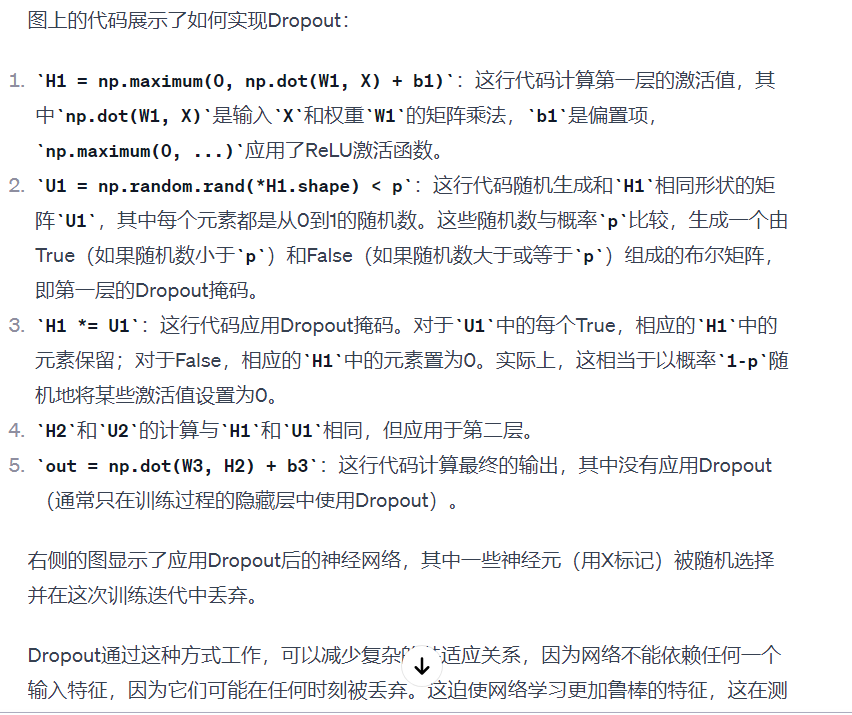 图上的代码展示了如何实现Dropout：
1. `H1 = np.maximum(0, np.dot(W1, X) + b1)`：这行代码计算第一层的激活值，其
中`np.dot(W1, X)`是输入`X`和权重`W1`的矩阵乘法，`b1`是偏置项，
`np.maximum(0, ...)`应用了ReLU激活函数。
2. `U1 = np.random.rand(*H1.shape) < p`：这行代码随机生成和`H1`相同形状的矩
阵`U1`，其中每个元素都是从0到1的随机数。这些随机数与概率`p`比较，生成一个由
True（如果随机数小于`p`）和False（如果随机数大于或等于`p`）组成的布尔矩阵，
即第一层的Dropout掩码。
3. `H1 *= U1`：这行代码应用Dropout掩码。对于`U1`中的每个True，相应的`H1`中的
元素保留；对于False，相应的`H1`中的元素置为0。实际上，这相当于以概率`1-p`随
机地将某些激活值设置为0。
4. `H2`和`U2`的计算与`H1`和`U1`相同，但应用于第二层。
5. `out = np.dot(W3, H2) + b3`：这行代码计算最终的输出，其中没有应用Dropout
（通常只在训练过程的隐藏层中使用Dropout）。
右侧的图显示了应用Dropout后的神经网络，其中一些神经元（用X标记）被随机选择
并在这次训练迭代中丢弃。
Dropout通过这种方式工作，可以减少复杂适应关系，因为网络不能依赖任何一个
输入特征，因为它们可能在任何时刻被丢弃。这迫使网络学习更加鲁棒的特征，这在测